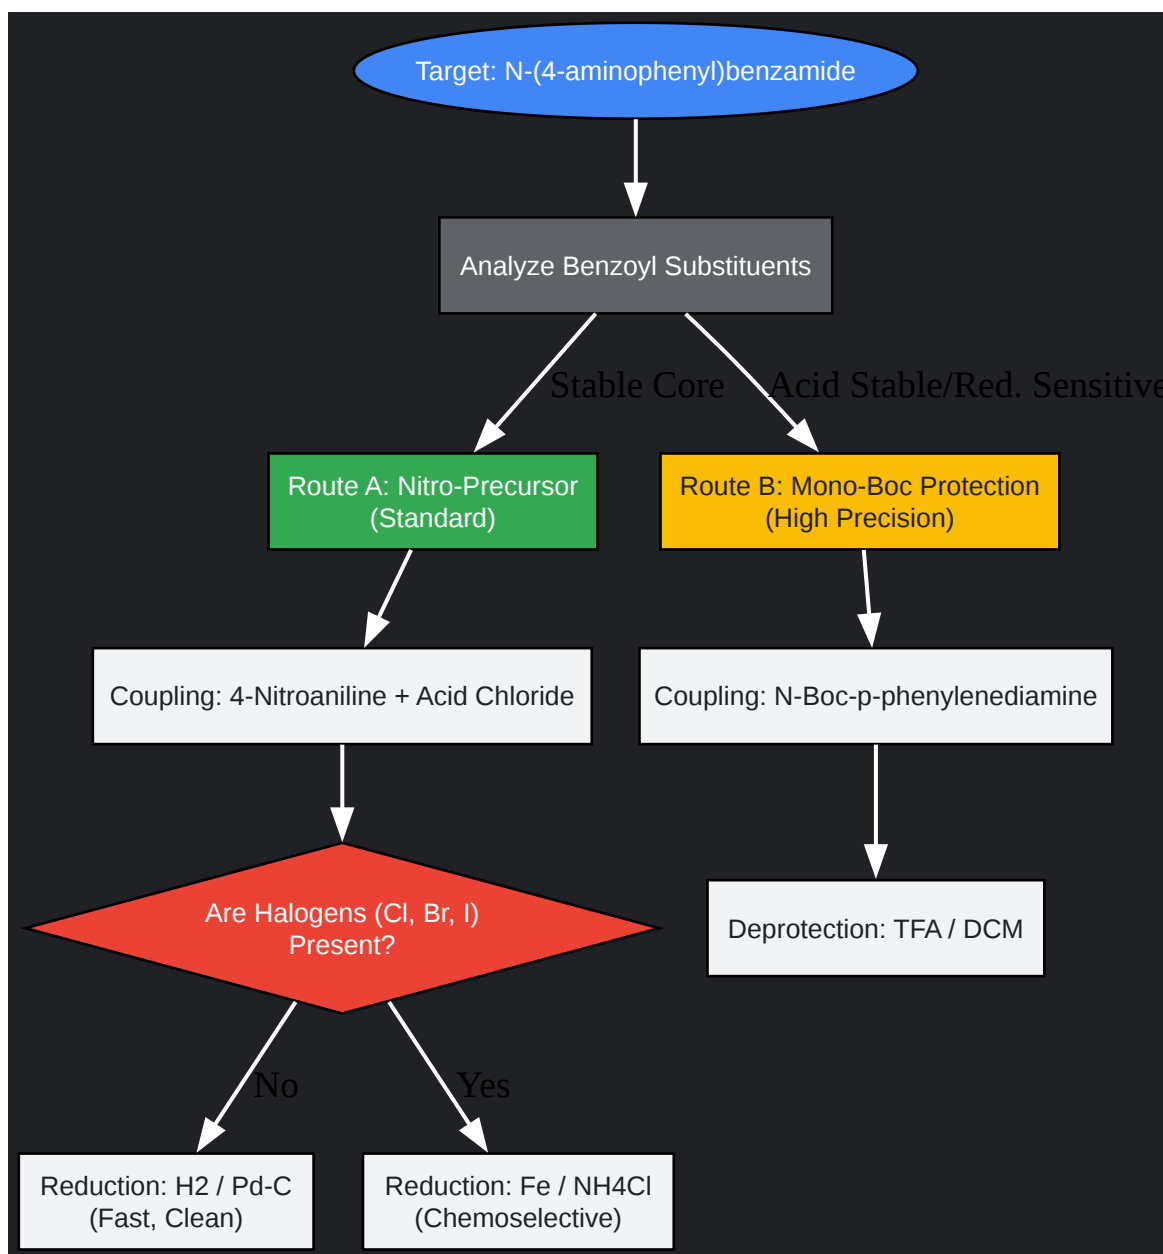 Target: N-(4-aminophenyl)benzamide
Analyze Benzoyl Substituents
Stable Core
Acid Stable/Red. Sensitive
Route A: Nitro-Precursor
(Standard)
Route B: Mono-Boc Protection
(High Precision)
Coupling: 4-Nitroaniline + Acid Chloride
Coupling: N-Boc-p-phenylenediamine
Are Halogens (Cl, Br, I)
Present?
Deprotection: TFA / DCM
No
Yes
Reduction: H2 / Pd-C
(Fast, Clean)
Reduction: Fe / NH4Cl
(Chemoselective)